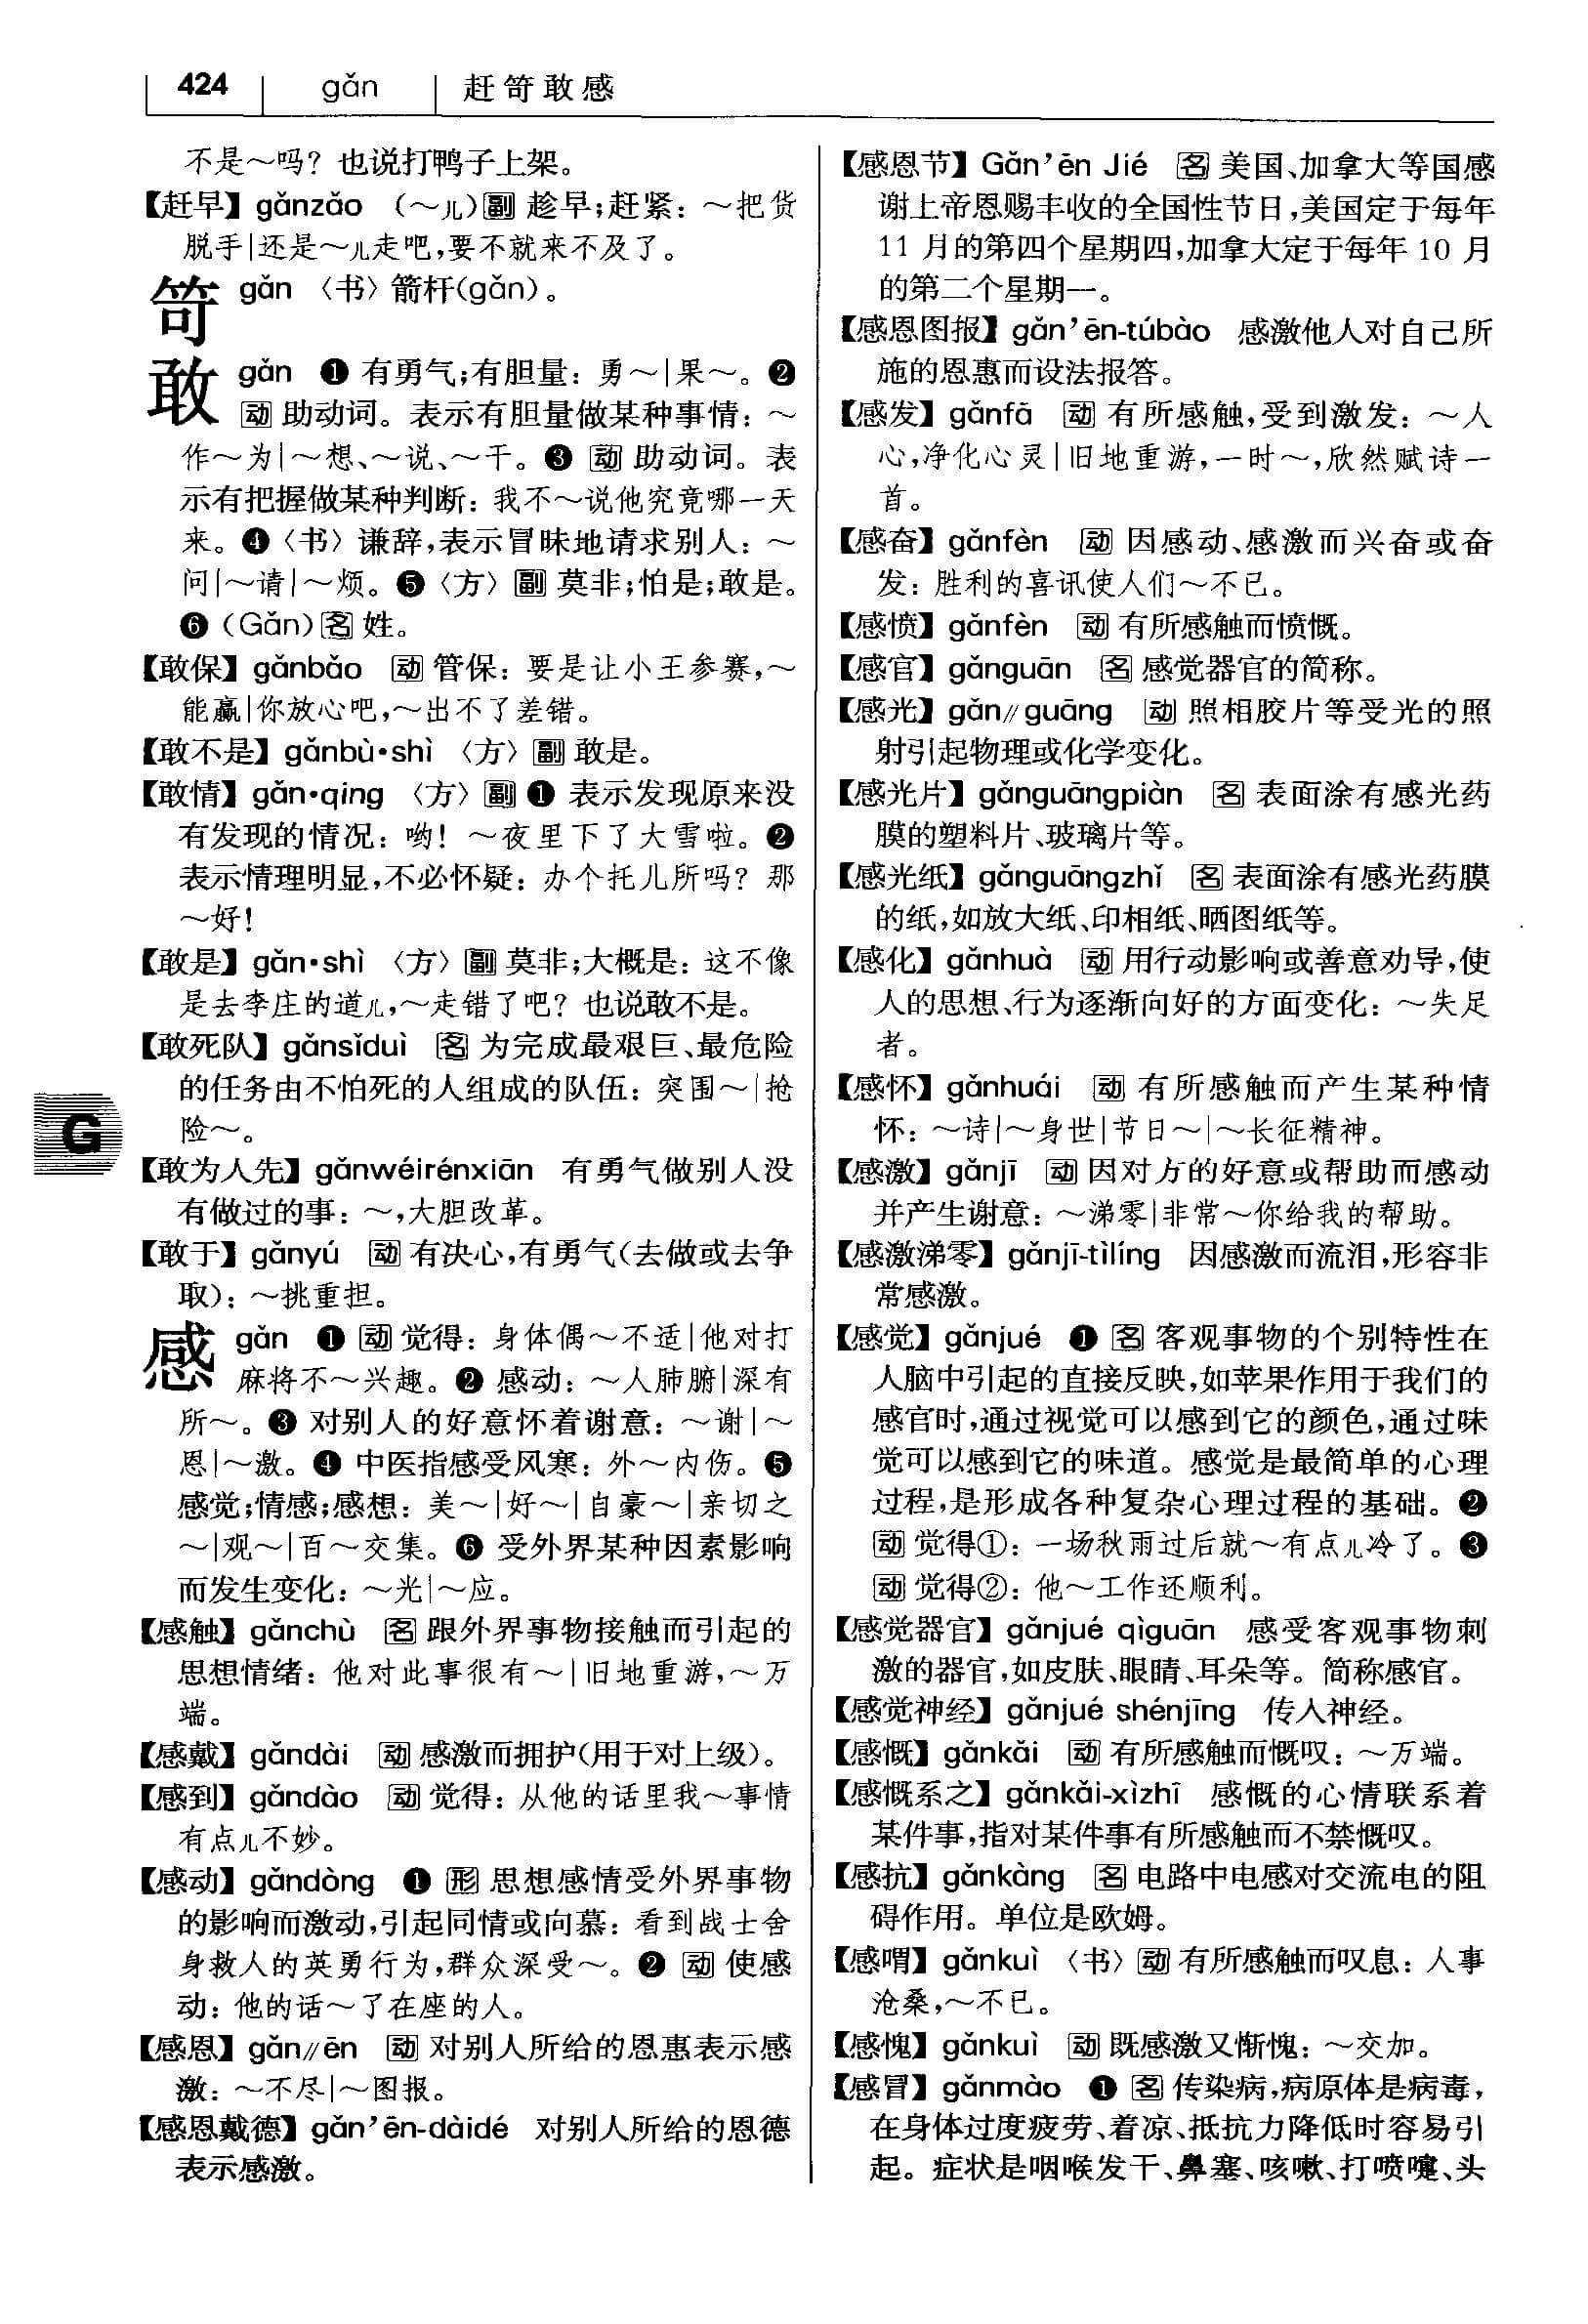 424 gǎn 赶笴敢感
不是～吗？也说打鸭子上架。
【赶早】gǎnzǎo （～儿）副 趁早；赶紧：～把货
脱手|还是～儿走吧，要不就来不及了。
笴 gǎn 〈书〉箭杆(gǎn)。
敢 gǎn ❶ 有勇气；有胆量：勇～|果～。❷
动 助动词。表示有胆量做某种事情：～
作～为|～想、～说、～干。❸ 动 助动词。表
示有把握做某种判断：我不～说他究竟哪一天
来。❹〈书〉谦辞，表示冒昧地请求别人：～
问|～请|～烦。❺〈方〉副 莫非；怕是；敢是。
❻（Gǎn）名 姓。
【敢保】gǎnbǎo 动 管保：要是让小王参赛，～
能赢|你放心吧，～出不了差错。
【敢不是】gǎnbù·shì 〈方〉副 敢是。
【敢情】gǎn·qing 〈方〉副 ❶ 表示发现原来没
有发现的情况：哟！～夜里下了大雪啦。❷
表示情理明显，不必怀疑：办个托儿所吗？那
～好！
【敢是】gǎn·shì 〈方〉副 莫非；大概是：这不像
是去李庄的道儿，～走错了吧？也说敢不是。
【敢死队】gǎnsǐduì 名 为完成最艰巨、最危险
的任务由不怕死的人组成的队伍：突围～|抢
险～。
【敢为人先】gǎnwéirénxiān 有勇气做别人没
有做过的事：～，大胆改革。
【敢于】gǎnyú 动 有决心，有勇气（去做或去争
取）：～挑重担。
感 gǎn ❶ 动 觉得：身体偶～不适|他对打
麻将不～兴趣。❷ 感动：～人肺腑|深有
所～。❸ 对别人的好意怀着谢意：～谢|～
恩|～激。❹ 中医指感受风寒：外～内伤。❺
感觉；情感；感想：美～|好～|自豪～|亲切之
～|观～|百～交集。❻ 受外界某种因素影响
而发生变化：～光|～应。
【感触】gǎnchù 名 跟外界事物接触而引起的
思想情绪：他对此事很有～|旧地重游，～万
端。
【感戴】gǎndài 动 感激而拥护（用于对上级）。
【感到】gǎndào 动 觉得：从他的话里我～事情
有点儿不妙。
【感动】gǎndòng ❶ 形 思想感情受外界事物
的影响而激动，引起同情或向慕：看到战士舍
身救人的英勇行为，群众深受～。❷ 动 使感
动：他的话～了在座的人。
【感恩】gǎn∥ēn 动 对别人所给的恩惠表示感
激：～不尽|～图报。
【感恩戴德】gǎn’ēn-dàidé 对别人所给的恩德
表示感激。
G
【感恩节】Gǎn’ēn Jié 名 美国、加拿大等国感
谢上帝恩赐丰收的全国性节日，美国定于每年
11 月的第四个星期四，加拿大定于每年 10 月
的第二个星期一。
【感恩图报】gǎn’ēn-túbào 感激他人对自己所
施的恩惠而设法报答。
【感发】gǎnfā 动 有所感触，受到激发：～人
心，净化心灵|旧地重游，一时～，欣然赋诗一
首。
【感奋】gǎnfèn 动 因感动、感激而兴奋或奋
发：胜利的喜讯使人们～不已。
【感愤】gǎnfèn 动 有所感触而愤慨。
【感官】gǎnguān 名 感觉器官的简称。
【感光】gǎn∥guāng 动 照相胶片等受光的照
射引起物理或化学变化。
【感光片】gǎnguāngpiàn 名 表面涂有感光药
膜的塑料片、玻璃片等。
【感光纸】gǎnguāngzhǐ 名 表面涂有感光药膜
的纸，如放大纸、印相纸、晒图纸等。
【感化】gǎnhuà 动 用行动影响或善意劝导，使
人的思想、行为逐渐向好的方面变化：～失足
者。
【感怀】gǎnhuái 动 有所感触而产生某种情
怀：～诗|～身世|节日～|～长征精神。
【感激】gǎnjī 动 因对方的好意或帮助而感动
并产生谢意：～涕零|非常～你给我的帮助。
【感激涕零】gǎnjī-tìlíng 因感激而流泪，形容非
常感激。
【感觉】gǎnjué ❶ 名 客观事物的个别特性在
人脑中引起的直接反映，如苹果作用于我们的
感官时，通过视觉可以感到它的颜色，通过味
觉可以感到它的味道。感觉是最简单的心理
过程，是形成各种复杂心理过程的基础。❷
动 觉得①：一场秋雨过后就～有点儿冷了。❸
动 觉得②：他～工作还顺利。
【感觉器官】gǎnjué qìguān 感受客观事物刺
激的器官，如皮肤、眼睛、耳朵等。简称感官。
【感觉神经】gǎnjué shénjīng 传入神经。
【感慨】gǎnkǎi 动 有所感触而慨叹：～万端。
【感慨系之】gǎnkǎi-xìzhī 感慨的心情联系着
某件事，指对某件事有所感触而不禁慨叹。
【感抗】gǎnkàng 名 电路中电感对交流电的阻
碍作用。单位是欧姆。
【感喟】gǎnkuì 〈书〉动 有所感触而叹息：人事
沧桑，～不已。
【感愧】gǎnkuì 动 既感激又惭愧：～交加。
【感冒】gǎnmào ❶ 名 传染病，病原体是病毒，
在身体过度疲劳、着凉、抵抗力降低时容易引
起。症状是咽喉发干、鼻塞、咳嗽、打喷嚏、头